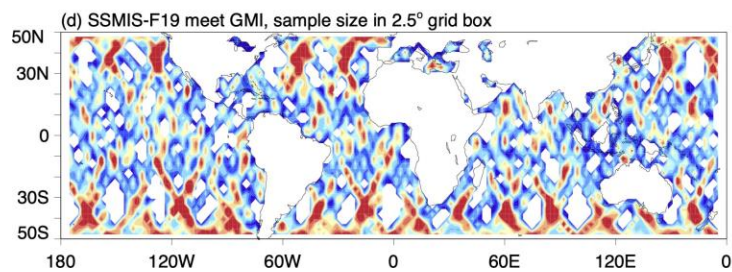 (d) SSMIS-F19 meet GMI, sample size in 2.5° grid box
50N
30N
0
30S
50S
180 120W 60W 0 60E 120E